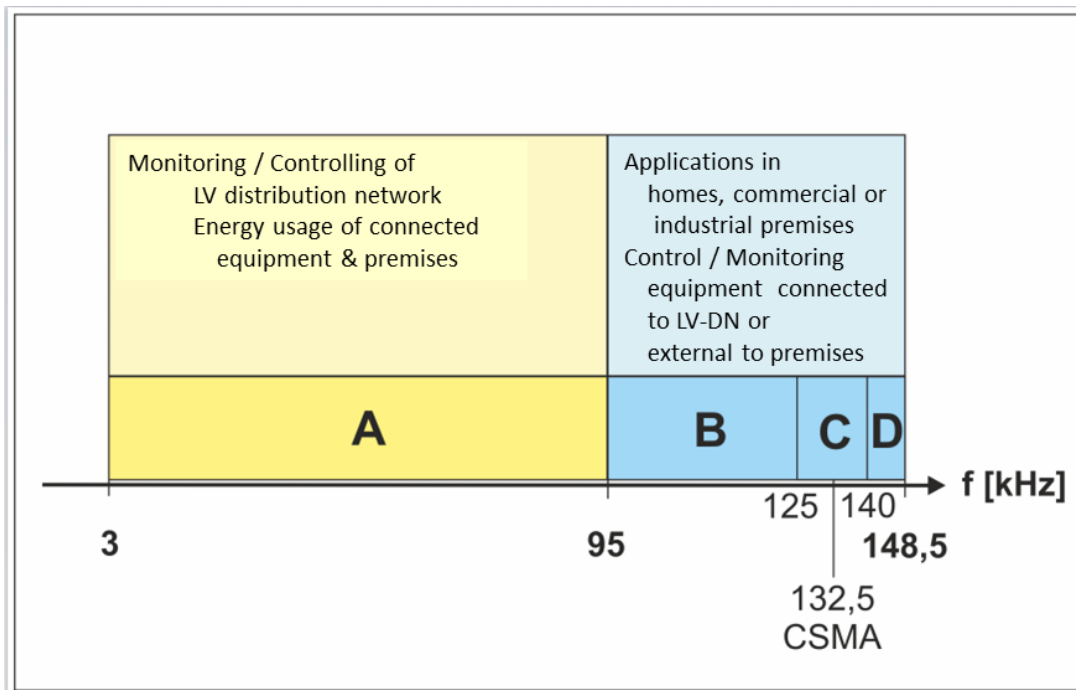 Monitoring / Controlling of
LV distribution network
Energy usage of connected
equipment & premises
Applications in
homes, commercial or
industrial premises
Control / Monitoring
equipment connected
to LV-DN or
external to premises
A
B
C
D
f [kHz]
125
140
3
95
148,5
132,5
CSMA